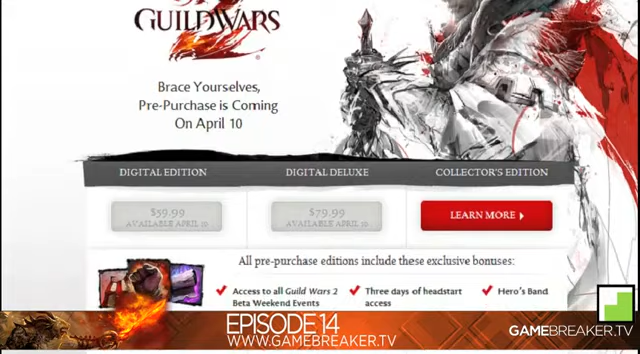 GUILDWARS
2
Brace Yourselves,
Pre-Purchase is Coming
On April 10
DIGITAL EDITION
DIGITAL DELUXE
COLLECTOR'S EDITION
$59.99
AVAILABLE APRIL 10
$79.99
AVAILABLE APRIL 10
LEARN MORE
All pre-purchase editions include these exclusive bonuses:
Access to all Guild Wars 2
Beta Weekend Events
Three days of headstart
access
Hero's Band
EPISODE 14
WWW.GAMEBREAKER.TV
GAMEBREAKER.TV